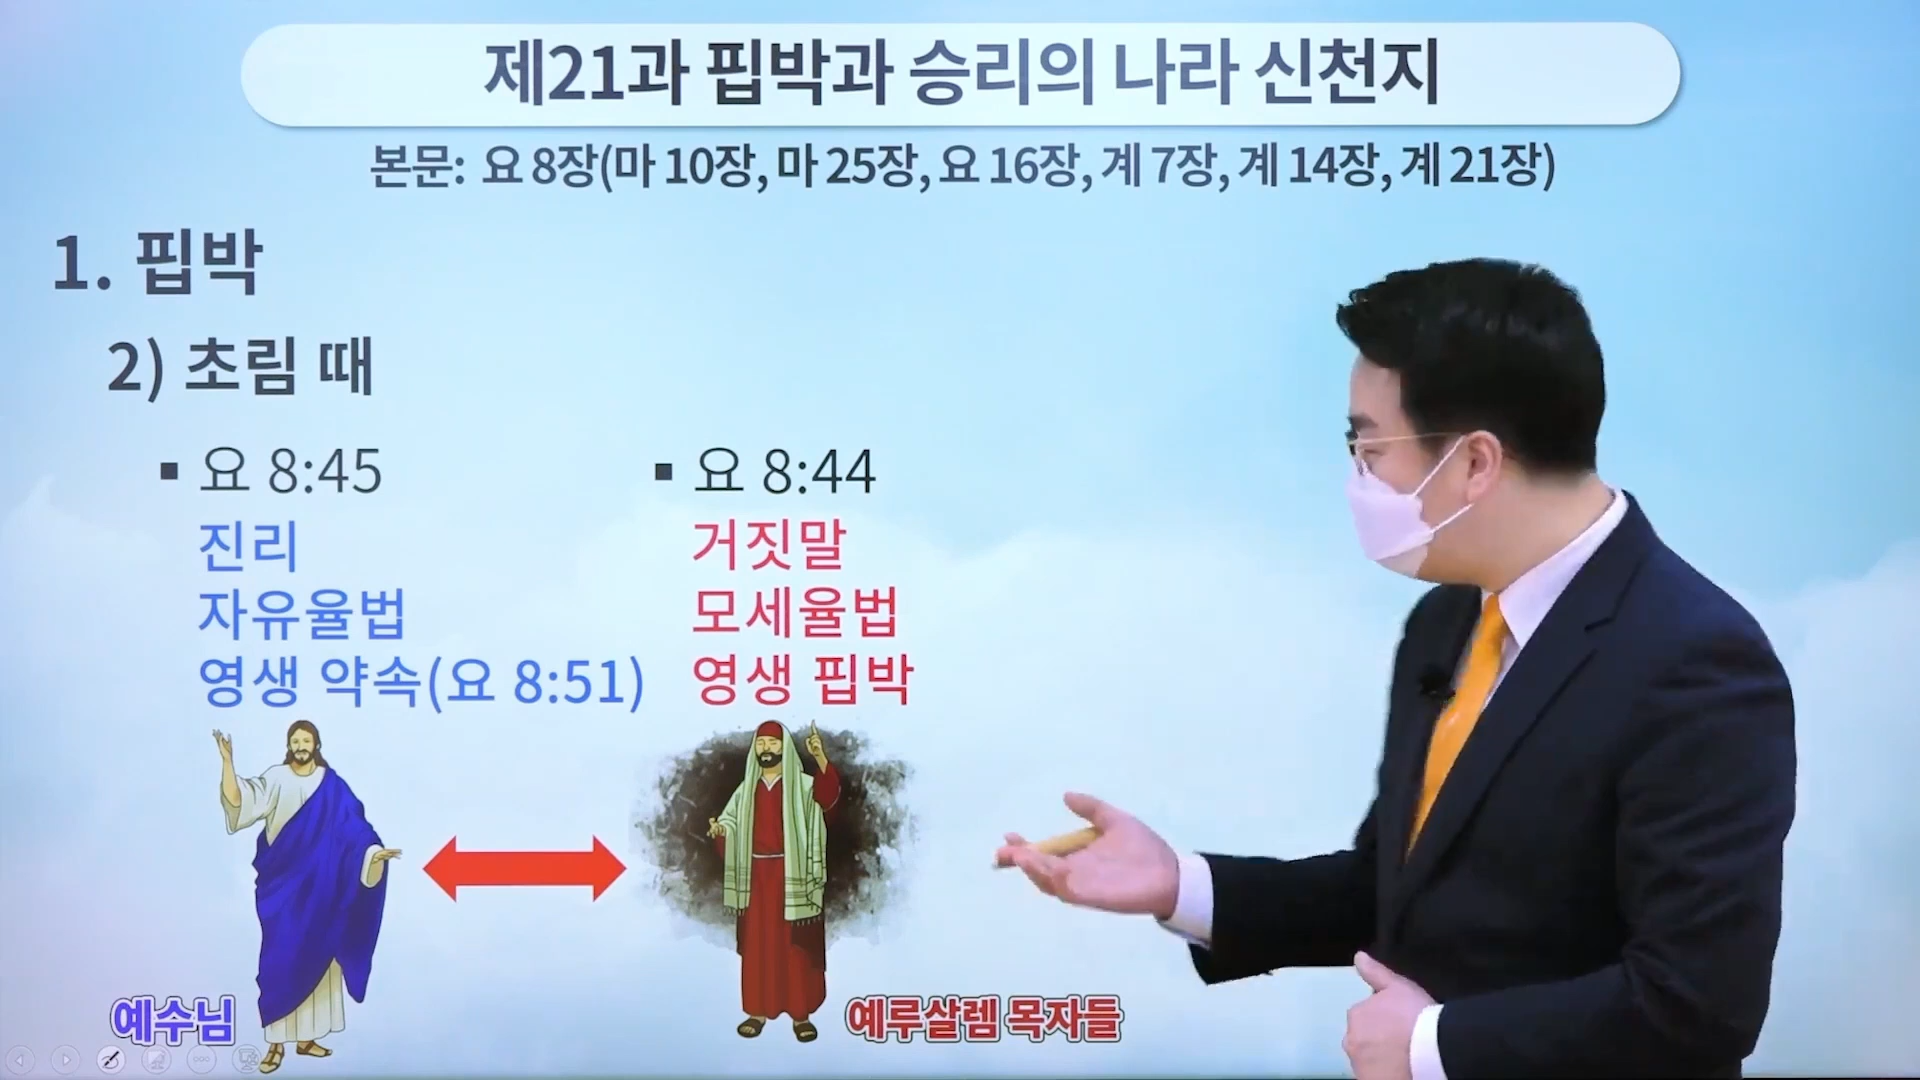 제21과 핍박과 승리의 나라 신천지
본문: 요 8장(마 10장, 마 25장, 요 16장, 계 7장, 계 14장, 계 21장)
1. 핍박
2) 초림 때
▪ 요 8:45
진리
자유율법
영생 약속(요 8:51)
▪ 요 8:44
거짓말
모세율법
영생 핍박
예수님
예루살렘 목자들